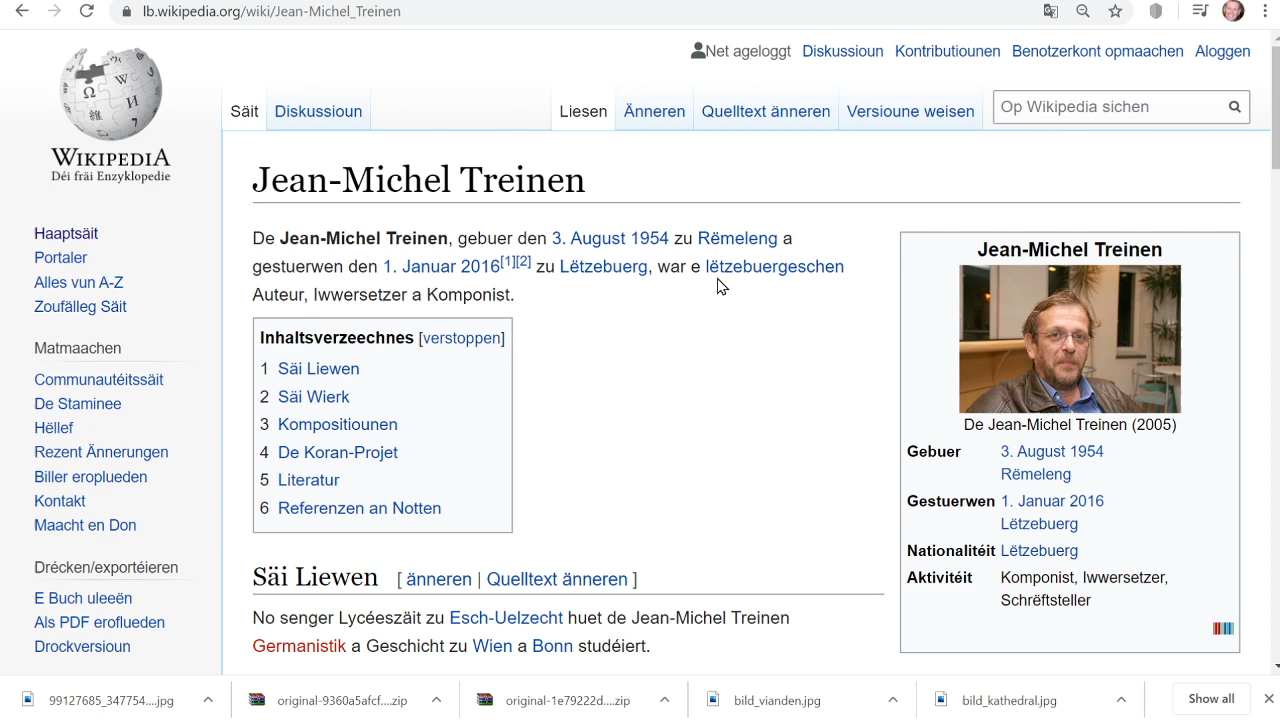 lb.wikipedia.org/wiki/Jean-Michel_Treinen
Net ageloggt Diskussioun Kontributiounen Benotzerkont opmaachen Aloggen
Säit Diskussioun Liesen Änneren Quelltext änneren Versioune weisen Op Wikipedia sichen
WIKIPEDIA
Déi fräi Enzyklopedie
Haaptsäit
Portaler
Alles vun A-Z
Zoufälleg Säit
Matmaachen
Communautéitssäit
De Staminee
Hëllef
Rezent Ännerungen
Biller eroplueden
Kontakt
Maacht en Don
Drécken/exportéieren
E Buch uleeën
Als PDF eroflueden
Drockversioun
Jean-Michel Treinen
De Jean-Michel Treinen, gebuer den 3. August 1954 zu Rëmeleng a
gestuerwen den 1. Januar 2016[1][2] zu Lëtzebuerg, war e lëtzebuergeschen
Auteur, Iwwersetzer a Komponist.
Inhaltsverzeechnes [verstoppen]
1 Säi Liewen
2 Säi Wierk
3 Kompositiounen
4 De Koran-Projet
5 Literatur
6 Referenzen an Notten
Säi Liewen [ änneren | Quelltext änneren ]
No senger Lycéeszäit zu Esch-Uelzecht huet de Jean-Michel Treinen
Germanistik a Geschicht zu Wien a Bonn studéiert.
Jean-Michel Treinen
De Jean-Michel Treinen (2005)
Gebuer 3. August 1954
Rëmeleng
Gestuerwen 1. Januar 2016
Lëtzebuerg
Nationalitéit Lëtzebuerg
Aktivitéit Komponist, Iwwersetzer,
Schrëftsteller
99127685_347754....jpg original-9360a5afcf....zip original-1e79222d....zip bild_vianden.jpg bild_kathedral.jpg Show all